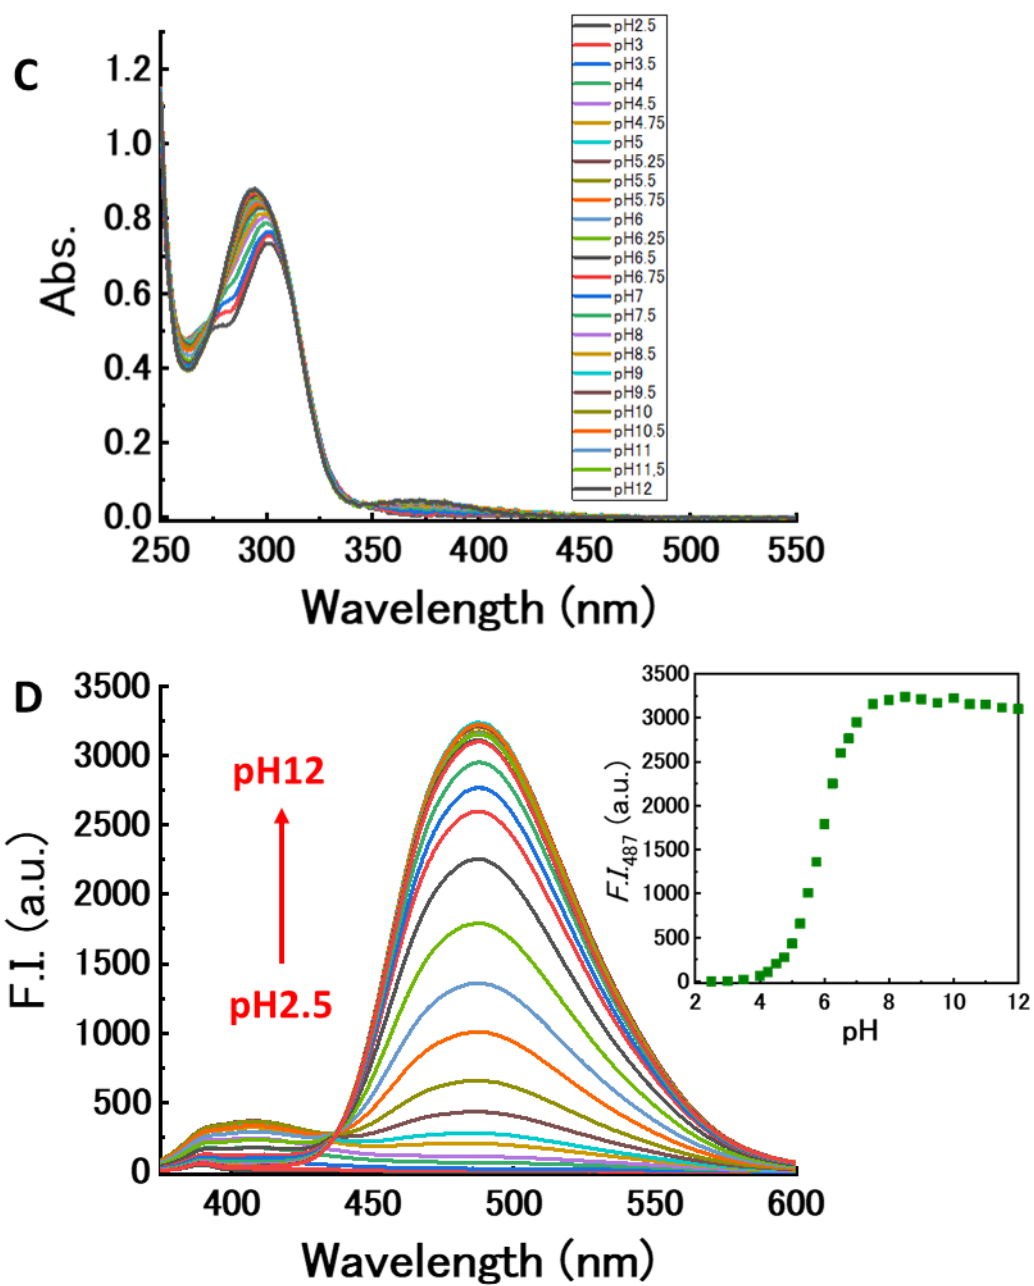 C
1.2
1.0
0.8
0.6
0.4
0.2
0.0
Abs.
250 300 350 400 450 500 550
Wavelength (nm)
pH2.5
pH3
pH3.5
pH4
pH4.5
pH4.75
pH5
pH5.25
pH5.5
pH5.75
pH6
pH6.25
pH6.5
pH6.75
pH7
pH7.5
pH8
pH8.5
pH9
pH9.5
pH10
pH10.5
pH11
pH11,5
pH12
D
3500
3000
2500
2000
1500
1000
500
0
F.I. (a.u.)
pH12
pH2.5
400 450 500 550 600
Wavelength (nm)
3500
3000
2500
2000
1500
1000
500
0
F.I.487 (a.u.)
2 4 6 8 10 12
pH